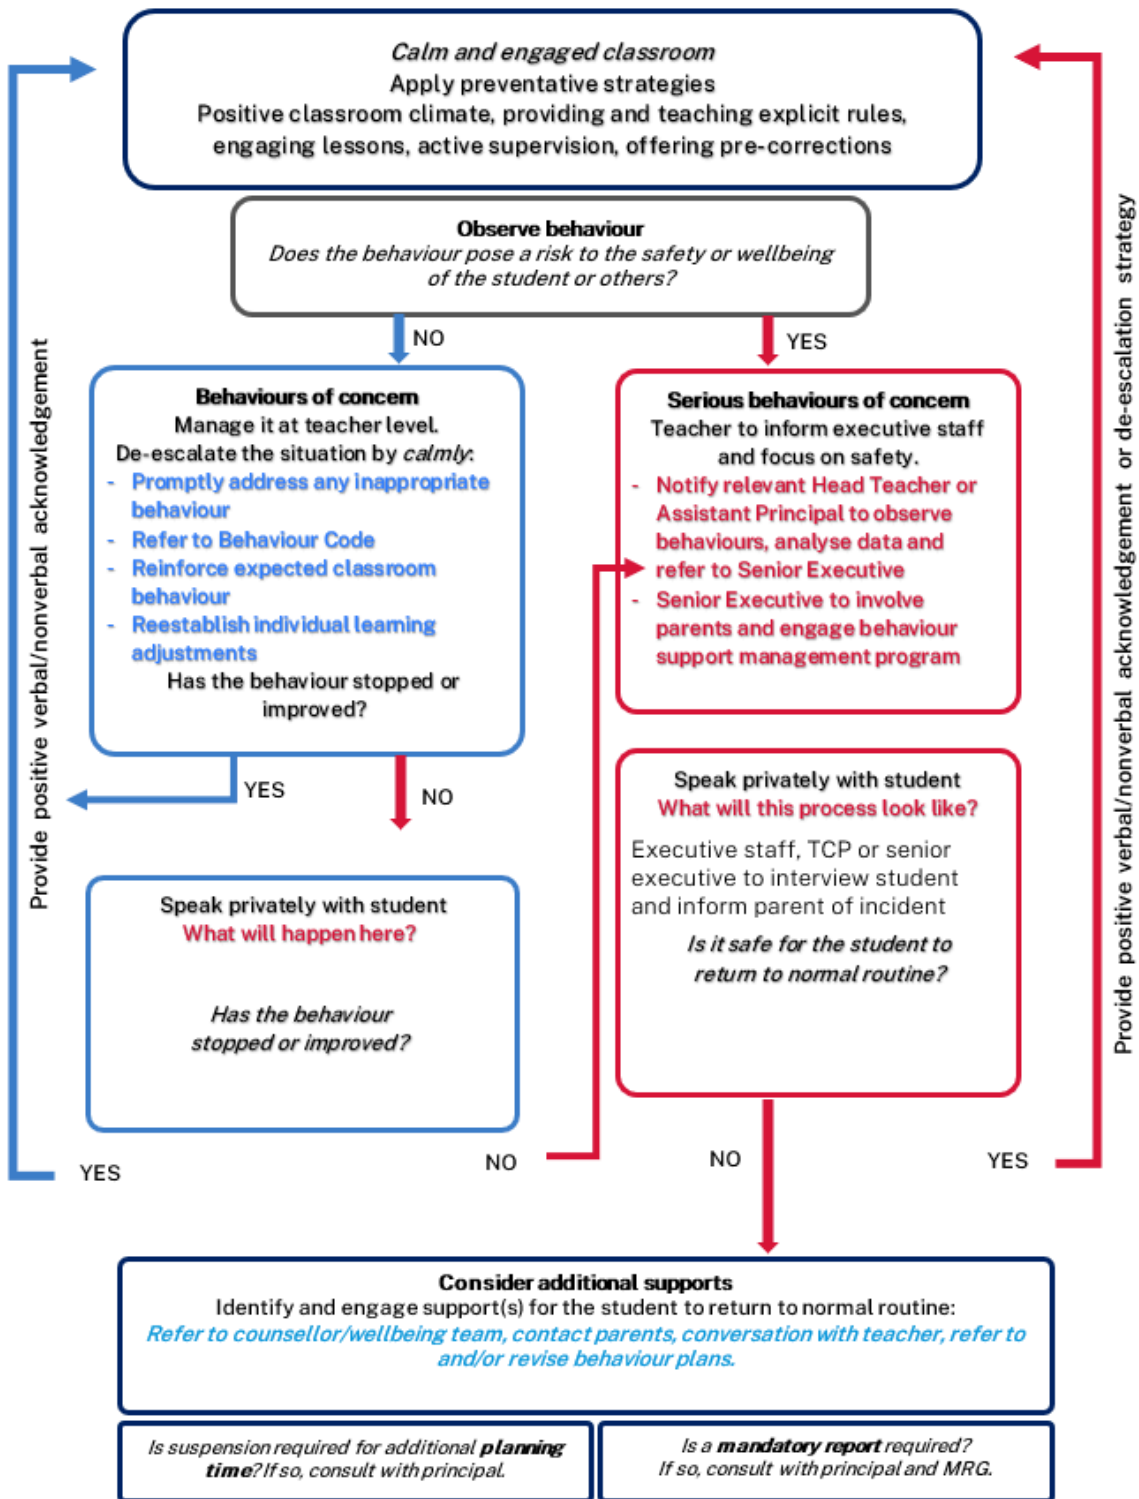 Calm and engaged classroom
Apply preventative strategies
Positive classroom climate, providing and teaching explicit rules,
engaging lessons, active supervision, offering pre-corrections
Observe behaviour
Does the behaviour pose a risk to the safety or wellbeing
of the student or others?
NO
YES
Behaviours of concern
Manage it at teacher level.
De-escalate the situation by calmly:
- Promptly address any inappropriate
behaviour
- Refer to Behaviour Code
- Reinforce expected classroom
behaviour
- Reestablish individual learning
adjustments
Has the behaviour stopped or
improved?
YES
NO
Serious behaviours of concern
Teacher to inform executive staff
and focus on safety.
- Notify relevant Head Teacher or
Assistant Principal to observe
behaviours, analyse data and
refer to Senior Executive
- Senior Executive to involve
parents and engage behaviour
support management program
Speak privately with student
What will happen here?
Has the behaviour
stopped or improved?
YES
NO
Speak privately with student
What will this process look like?
Executive staff, TCP or senior
executive to interview student
and inform parent of incident
Is it safe for the student to
return to normal routine?
NO
YES
Provide positive verbal/nonverbal acknowledgement
Provide positive verbal/nonverbal acknowledgement or de-escalation strategy
Consider additional supports
Identify and engage support(s) for the student to return to normal routine:
Refer to counsellor/wellbeing team, contact parents, conversation with teacher, refer to
and/or revise behaviour plans.
Is suspension required for additional planning
time? If so, consult with principal.
Is a mandatory report required?
If so, consult with principal and MRG.